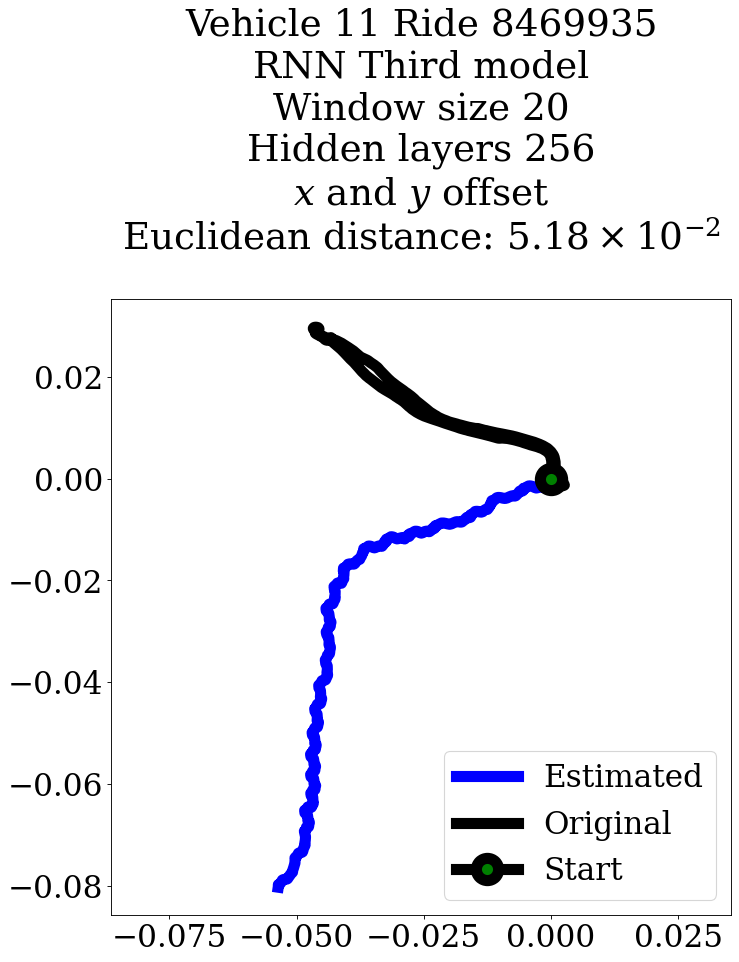 Vehicle 11 Ride 8469935
RNN Third model
Window size 20
Hidden layers 256
x and y offset
Euclidean distance: 5.18 × 10⁻²
0.02
0.00
−0.02
−0.04
−0.06
−0.08
Estimated
Original
Start
−0.075 −0.050 −0.025 0.000 0.025